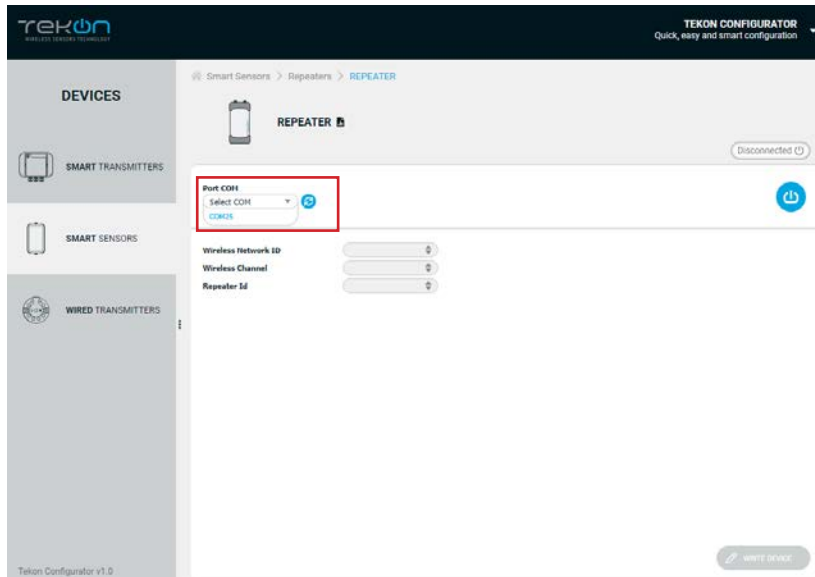 TEKON
WIRELESS SENSORS TECHNOLOGY
TEKON CONFIGURATOR
Quick, easy and smart configuration
DEVICES
Smart Sensors > Repeaters > REPEATER
REPEATER
Disconnected
SMART TRANSMITTERS
Port COM
Select COM
COM25
SMART SENSORS
Wireless Network ID
Wireless Channel
Repeater Id
WIRED TRANSMITTERS
WRITE DEVICE
Tekon Configurator v1.0